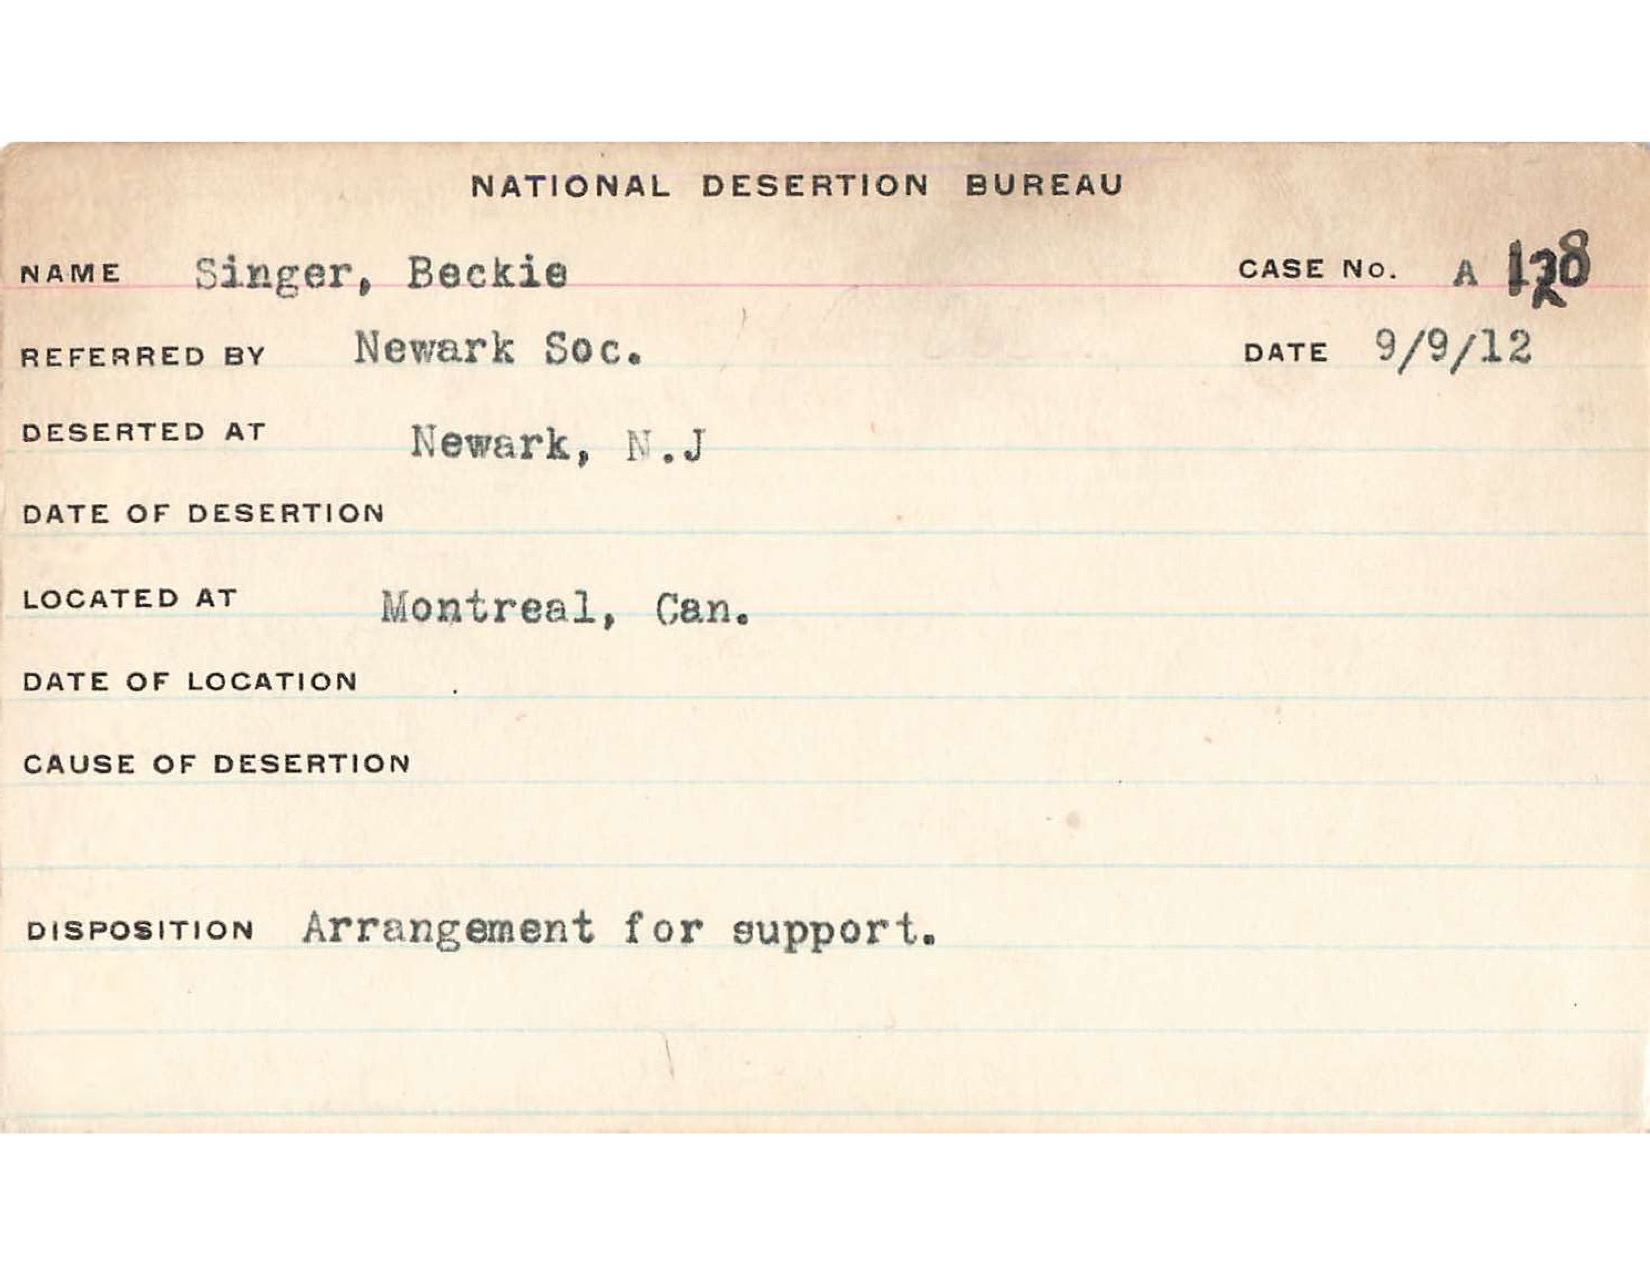 NATIONAL DESERTION BUREAU
NAME Singer, Beckie CASE No. A
REFERRED BY Newark Soc. DATE 9/9/12
DESERTED AT Newark, N.J
DATE OF DESERTION
LOCATED AT Montreal, Can.
DATE OF LOCATION
CAUSE OF DESERTION
DISPOSITION Arrangement for support.